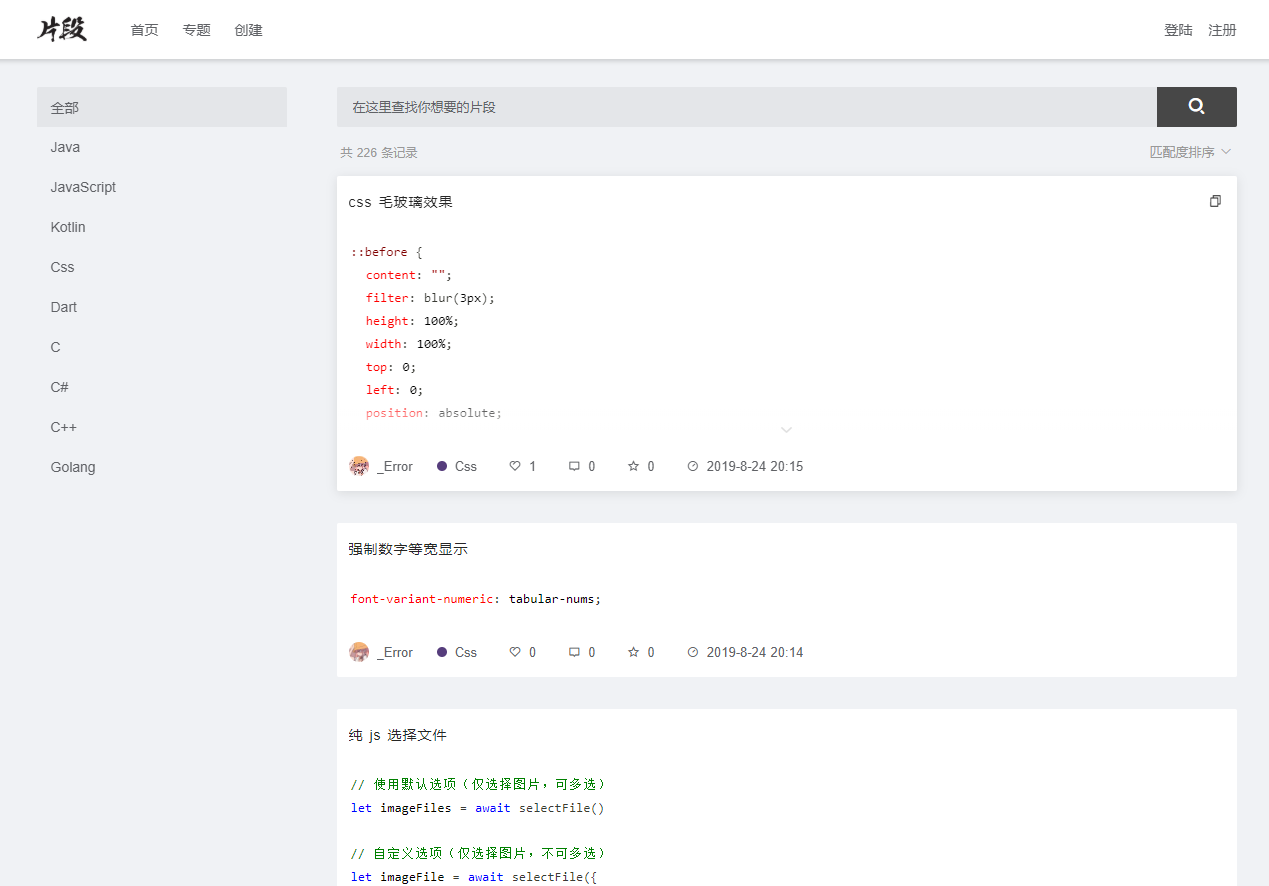 片段 首页 专题 创建 登陆 注册
全部
Java
JavaScript
Kotlin
Css
Dart
C
C#
C++
Golang
在这里查找你想要的片段
共 226 条记录 匹配度排序
css 毛玻璃效果
::before {
content: "";
filter: blur(3px);
height: 100%;
width: 100%;
top: 0;
left: 0;
position: absolute;
_Error Css 1 0 0 2019-8-24 20:15
强制数字等宽显示
font-variant-numeric: tabular-nums;
_Error Css 0 0 0 2019-8-24 20:14
纯 js 选择文件
// 使用默认选项（仅选择图片，可多选）
let imageFiles = await selectFile()
// 自定义选项（仅选择图片，不可多选）
let imageFile = await selectFile({